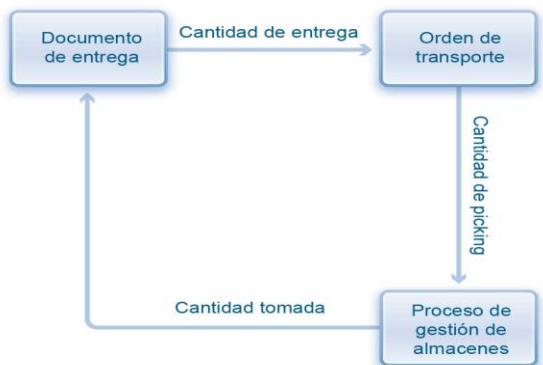 Documento
de entrega
Cantidad de entrega
Orden de
transporte
Cantidad de picking
Cantidad tomada
Proceso de
gestión de
almacenes